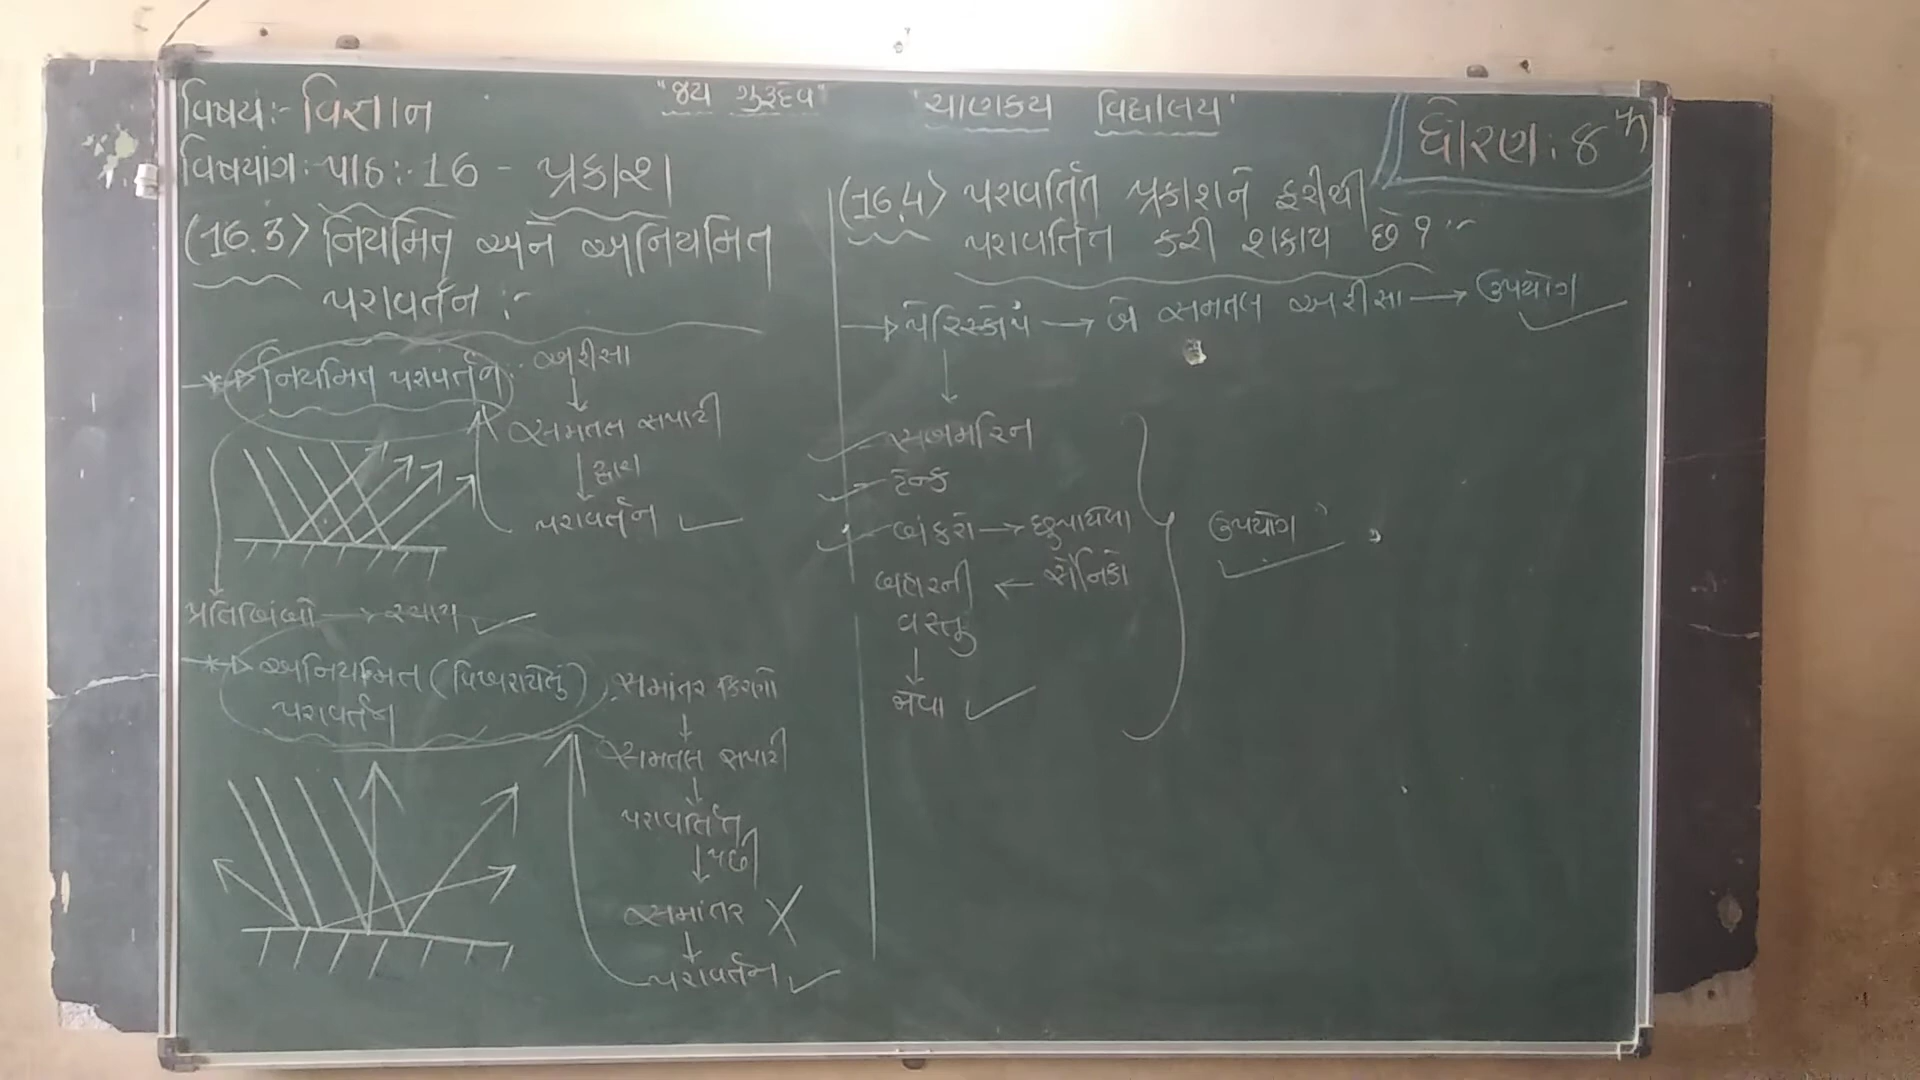 "જય ગુરૂદેવ" 'ચાણક્ય વિદ્યાલય'
વિષય:- વિજ્ઞાન
ધોરણ: ૪થ
વિષયાંગ:- પાઠ:- 16 - પ્રકાશ
(16.3) નિયમિત અને અનિયમિત
પરાવર્તન :-
* નિયમિત પરાવર્તન :- અરીસા
સમતલ સપાટી
દ્વારા
પરાવર્તન
પ્રતિબિંબો → રચાય
* અનિયમિત (વિખરાયેલું)
પરાવર્તન
: સમાંતર કિરણો
સમતલ સપાટી
પરાવર્તિત
પછી
સમાંતર X
પરાવર્તન
(16.4) પરાવર્તિત પ્રકાશને ફરીથી
પરાવર્તિત કરી શકાય છે ?
→ પેરિસ્કોપ → બે સમતલ અરીસા → ઉપયોગ
- સબમરિન
- ટેન્ક
- બંકરો → છુપાયેલા
સૈનિકો
બહારની
વસ્તુ
જોવા
ઉપયોગ